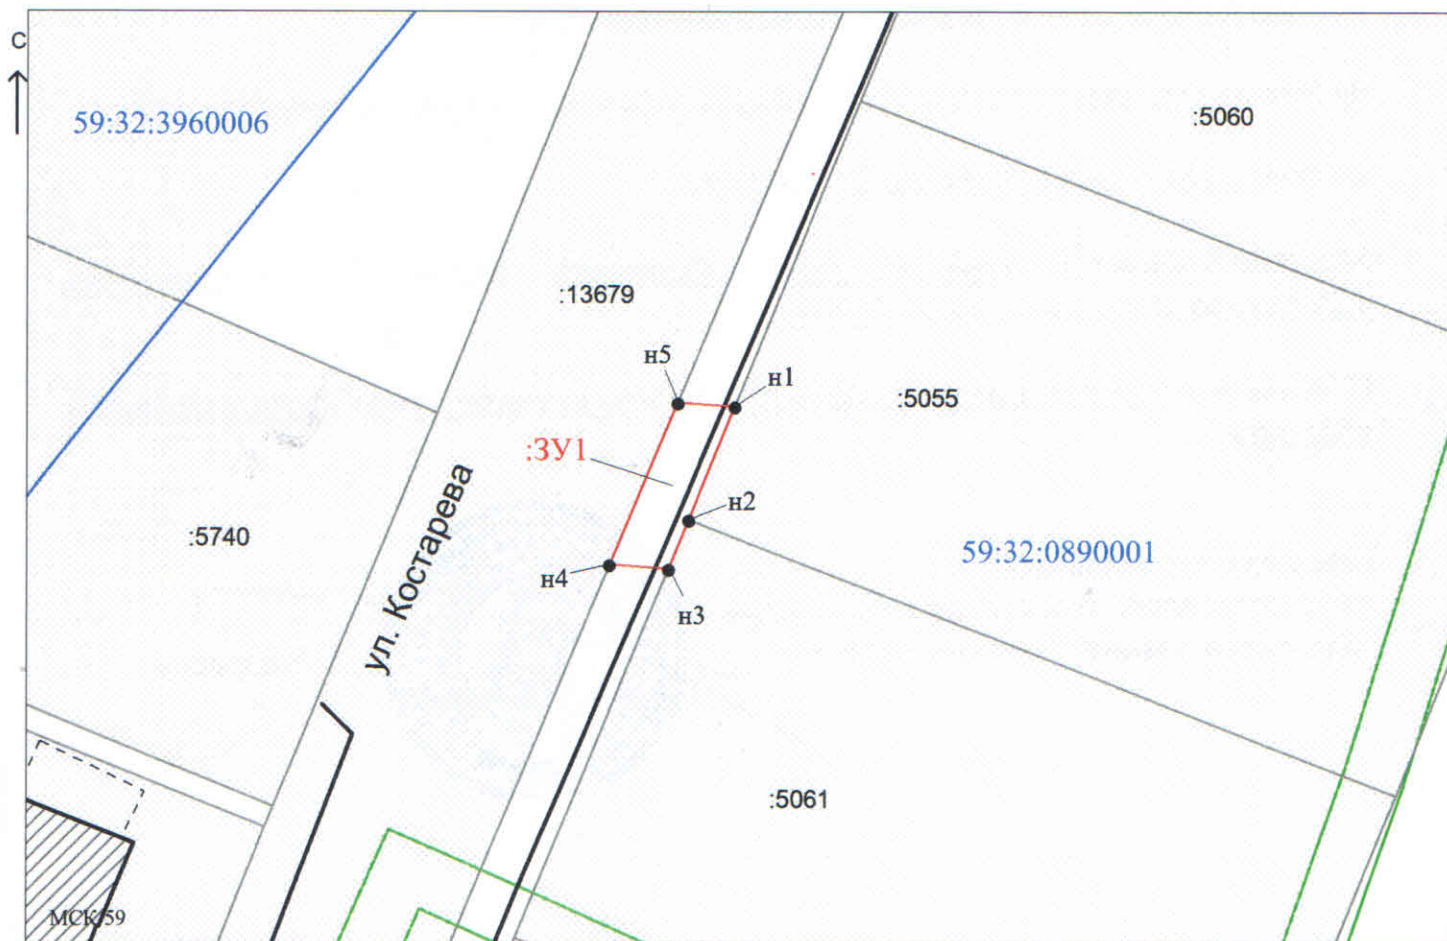 С
59:32:3960006
:5060
:13679
н5
н1
:5055
:ЗУ1
н2
:5740
59:32:0890001
н4
ул. Костарева
н3
:5061
МСК-59